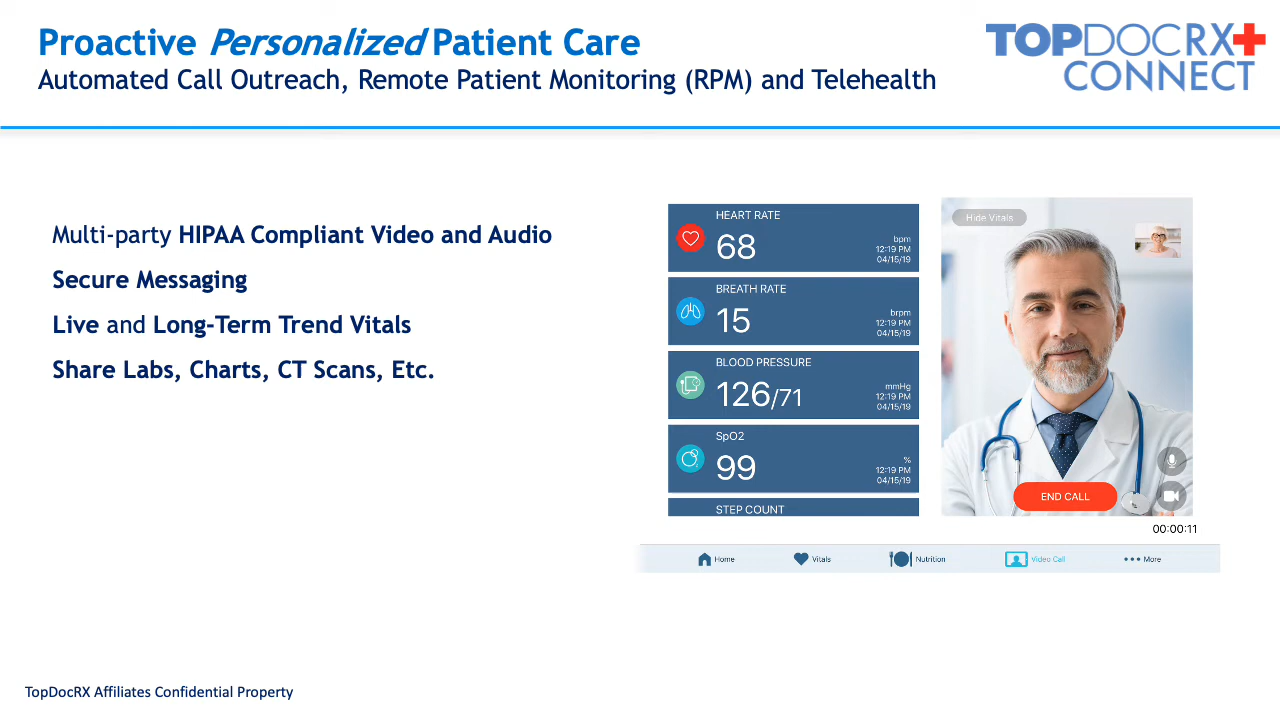 Proactive Personalized Patient Care
Automated Call Outreach, Remote Patient Monitoring (RPM) and Telehealth
TOPDOCRX+
CONNECT
Multi-party HIPAA Compliant Video and Audio
Secure Messaging
Live and Long-Term Trend Vitals
Share Labs, Charts, CT Scans, Etc.
HEART RATE
68
bpm
12:19 PM
04/15/19
BREATH RATE
15
brpm
12:19 PM
04/15/19
BLOOD PRESSURE
126/71
mmHg
12:19 PM
04/15/19
SpO2
99
%
12:19 PM
04/15/19
STEP COUNT
Hide Vitals
END CALL
00:00:11
Home
Vitals
Nutrition
Video Call
More
TopDocRX Affiliates Confidential Property